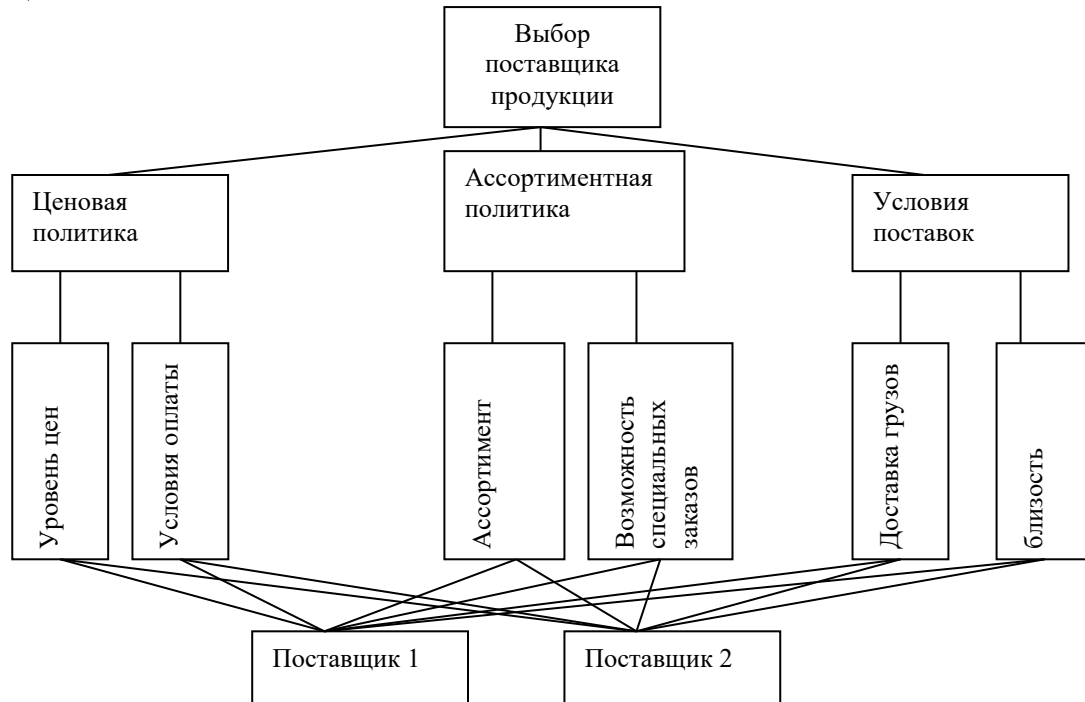 Выбор
поставщика
продукции
Ценовая
политика
Ассортиментная
политика
Условия
поставок
Уровень цен
Условия оплаты
Ассортимент
Возможность
специальных
заказов
Доставка грузов
близость
Поставщик 1
Поставщик 2